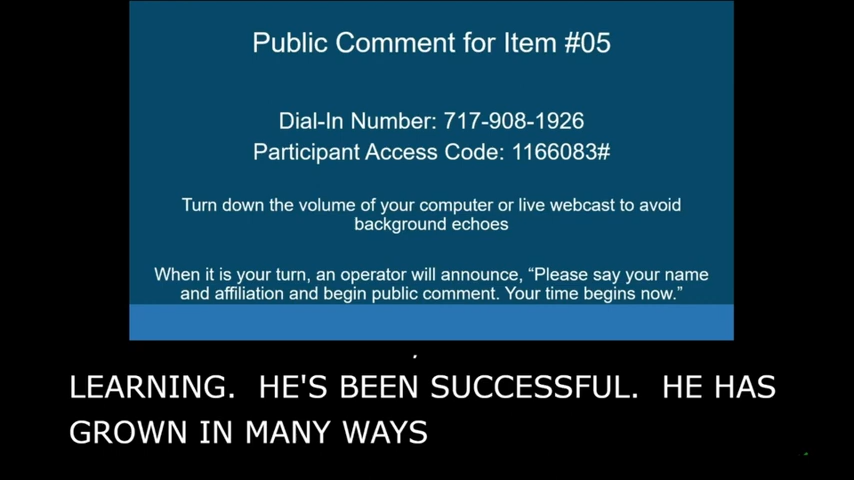 Public Comment for Item #05
Dial-In Number: 717-908-1926
Participant Access Code: 1166083#
Turn down the volume of your computer or live webcast to avoid
background echoes
When it is your turn, an operator will announce, “Please say your name
and affiliation and begin public comment. Your time begins now.”
LEARNING.  HE'S BEEN SUCCESSFUL.  HE HAS
GROWN IN MANY WAYS